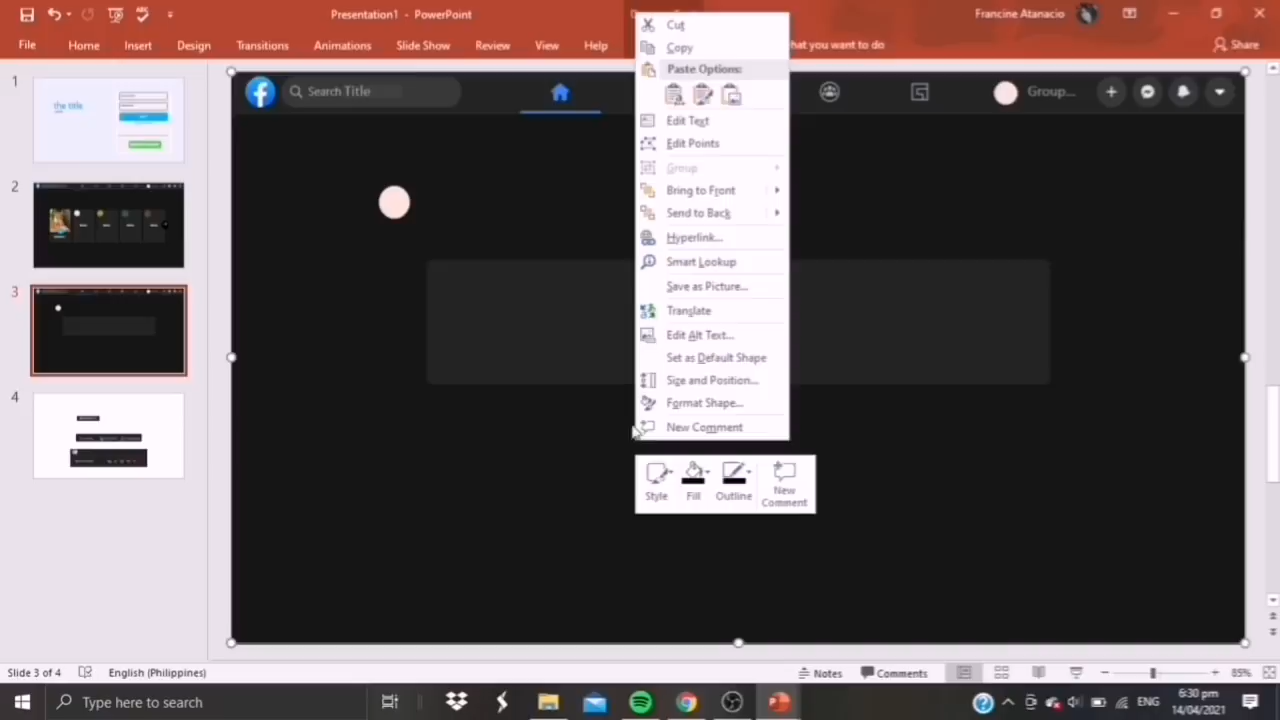 Presentation1 - PowerPoint
Francine Atanacio
File Home Insert Design Transitions Animations Slide Show Review View Help hat you want to do Share
Cut
Copy
Paste Options:
Edit Text
Edit Points
Group
Bring to Front
Send to Back
Hyperlink...
Smart Lookup
Save as Picture...
Translate
Edit Alt Text...
Set as Default Shape
Size and Position...
Format Shape...
New Comment
Style Fill Outline New
Comment
Search Title
Group...
1
the title
2
3
4
Slide 3 of 4 English (Philippines) Notes Comments 85%
Type here to search
ENG
6:30 pm
14/04/2021